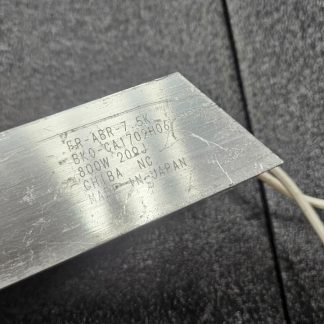 FR-ABR-7.5K
BKO-CA1702H06
800W 20ΩJ
CHIBA NC
MADE IN JAPAN